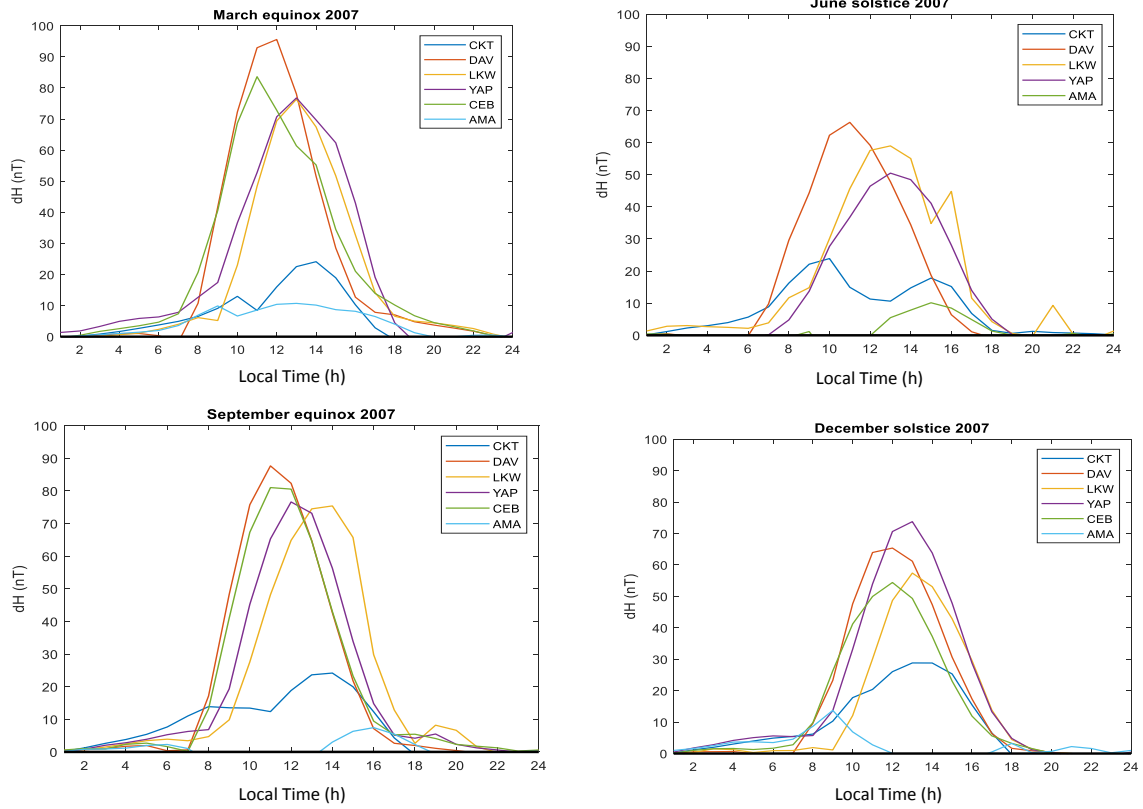 March equinox 2007
100
90
80
70
60
50
40
30
20
10
0
dH (nT)
CKT
DAV
LKW
YAP
CEB
AMA
2 4 6 8 10 12 14 16 18 20 22 24
Local Time (h)
June solstice 2007
100
90
80
70
60
50
40
30
20
10
0
dH (nT)
CKT
DAV
LKW
YAP
AMA
2 4 6 8 10 12 14 16 18 20 22 24
Local Time (h)
September equinox 2007
100
90
80
70
60
50
40
30
20
10
0
dH (nT)
CKT
DAV
LKW
YAP
CEB
AMA
2 4 6 8 10 12 14 16 18 20 22 24
Local Time (h)
December solstice 2007
100
90
80
70
60
50
40
30
20
10
0
dH (nT)
CKT
DAV
LKW
YAP
CEB
AMA
2 4 6 8 10 12 14 16 18 20 22 24
Local Time (h)